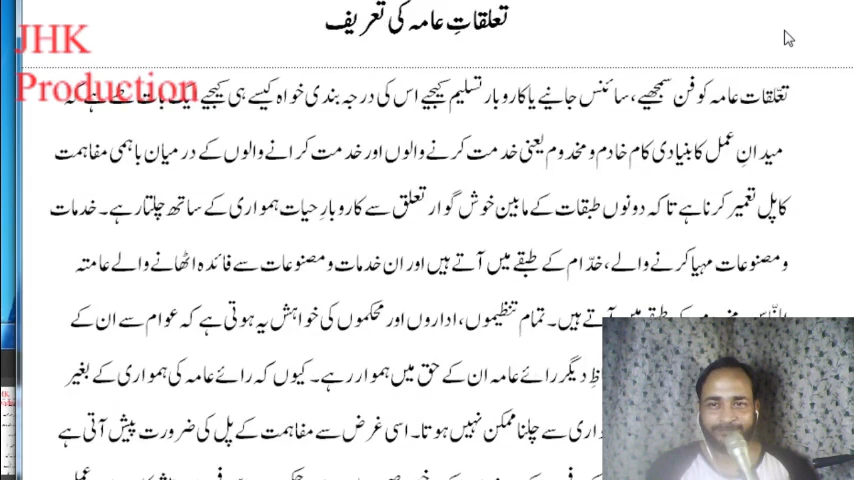 تعلقاتِ عامہ کی تعریف
JHK
Production
تعلّقات عامہ کو فن سمجھیے، سائنس جانیے یا کاروبار تسلیم کیجیے اس کی درجہ بندی خواہ کیسے ہی کیجیے
میدانِ عمل کا بنیادی کام خادم و مخدوم یعنی خدمت کرنے والوں اور خدمت کرانے والوں کے درمیان باہمی مفاہمت
کا پل تعمیر کرنا ہے تاکہ دونوں طبقات کے مابین خوش گوار تعلق سے کاروبارِ حیات ہمواری کے ساتھ چلتا رہے۔ خدمات
و مصنوعات مہیا کرنے والے، خدّام کے طبقے میں آتے ہیں اور ان خدمات و مصنوعات سے فائدہ اٹھانے والے عامتہ
آتے ہیں۔ تمام تنظیموں، اداروں اور محکموں کی خواہش یہ ہوتی ہے کہ عوام سے ان کے
دیگر رائے عامہ ان کے حق میں ہموار رہے۔ کیوں کہ رائے عامہ کی ہمواری کے بغیر
سے چلنا ممکن نہیں ہوتا۔ اسی غرض سے مفاہمت کے پل کی ضرورت پیش آتی ہے